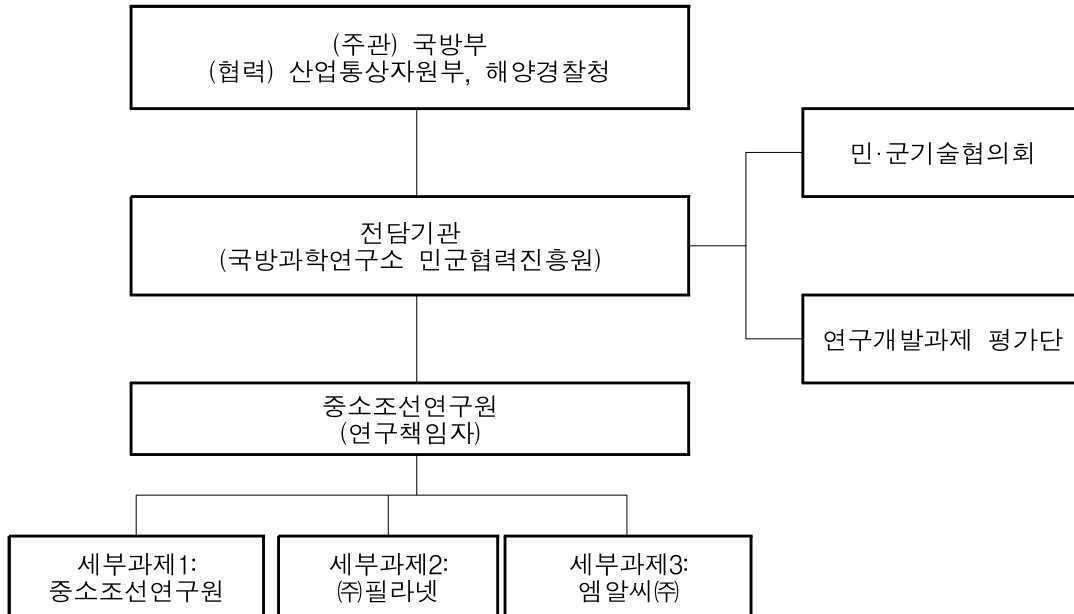 (주관) 국방부
(협력) 산업통상자원부, 해양경찰청
민·군기술협의회
전담기관
(국방과학연구소 민군협력진흥원)
연구개발과제 평가단
중소조선연구원
(연구책임자)
세부과제1:
중소조선연구원
세부과제2:
㈜필라넷
세부과제3:
엠알씨㈜